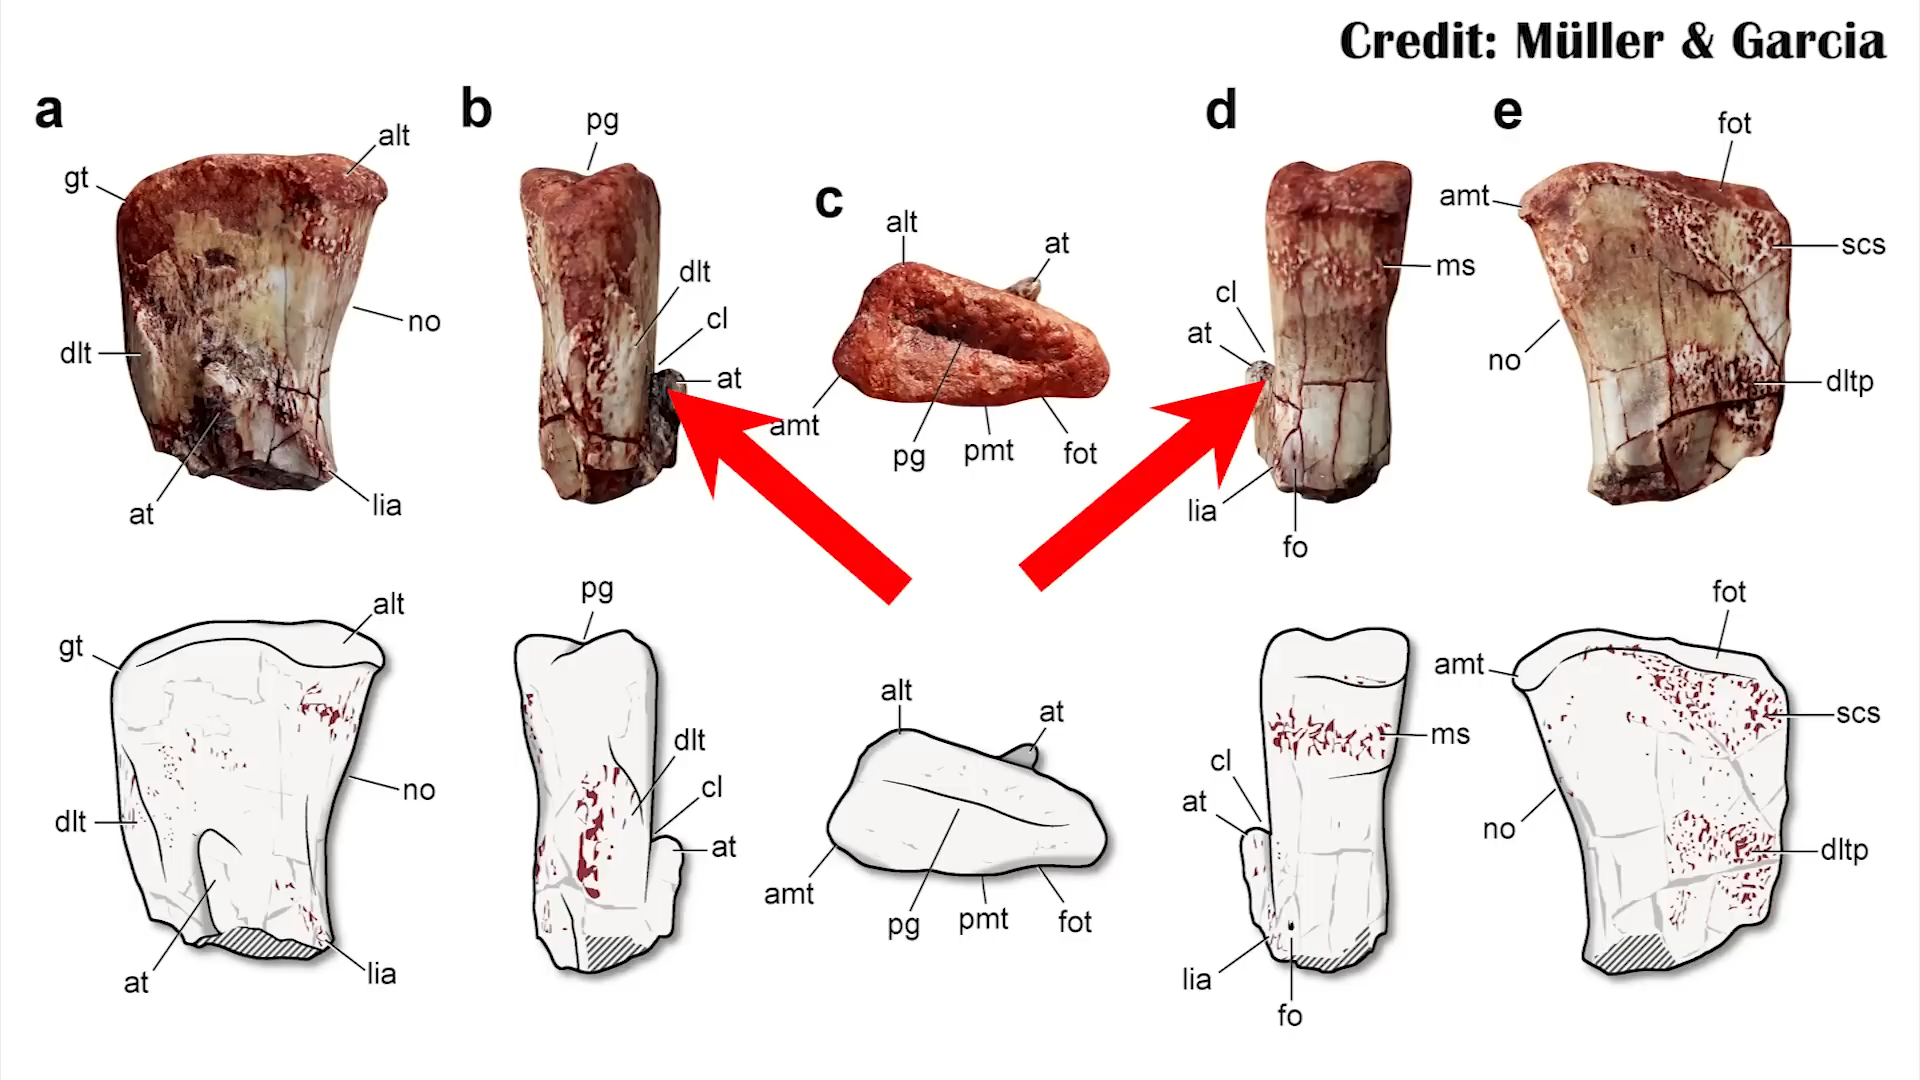 Credit: Müller & Garcia
a
gt
alt
no
dlt
at
lia
b
pg
dlt
cl
at
c
alt
at
amt
pg
pmt
fot
d
cl
at
ms
lia
fo
e
fot
amt
scs
no
dltp
gt
alt
no
dlt
at
lia
pg
dlt
cl
at
alt
at
amt
pg
pmt
fot
cl
at
ms
lia
fo
fot
amt
scs
no
dltp